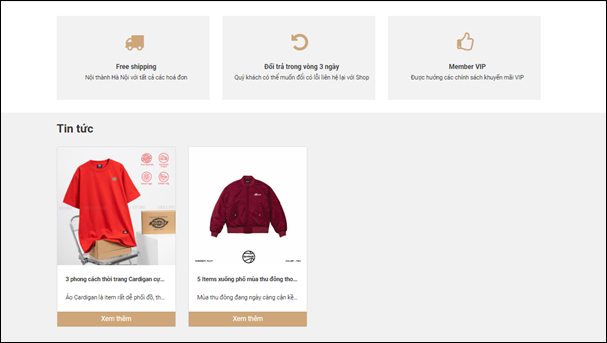 Free shipping
Nội thành Hà Nội với tất cả các hoá đơn
Đổi trả trong vòng 3 ngày
Quý khách có thể muốn đổi có lỗi liên hệ lại với Shop
Member VIP
Được hưởng các chính sách khuyến mãi VIP
Tin tức
3 phong cách thời trang Cardigan cự...
Áo Cardigan là item rất dễ phối đồ, th...
Xem thêm
5 Items xuống phố mùa thu đông tho...
Mùa thu đông đang ngày càng cận kề...
Xem thêm